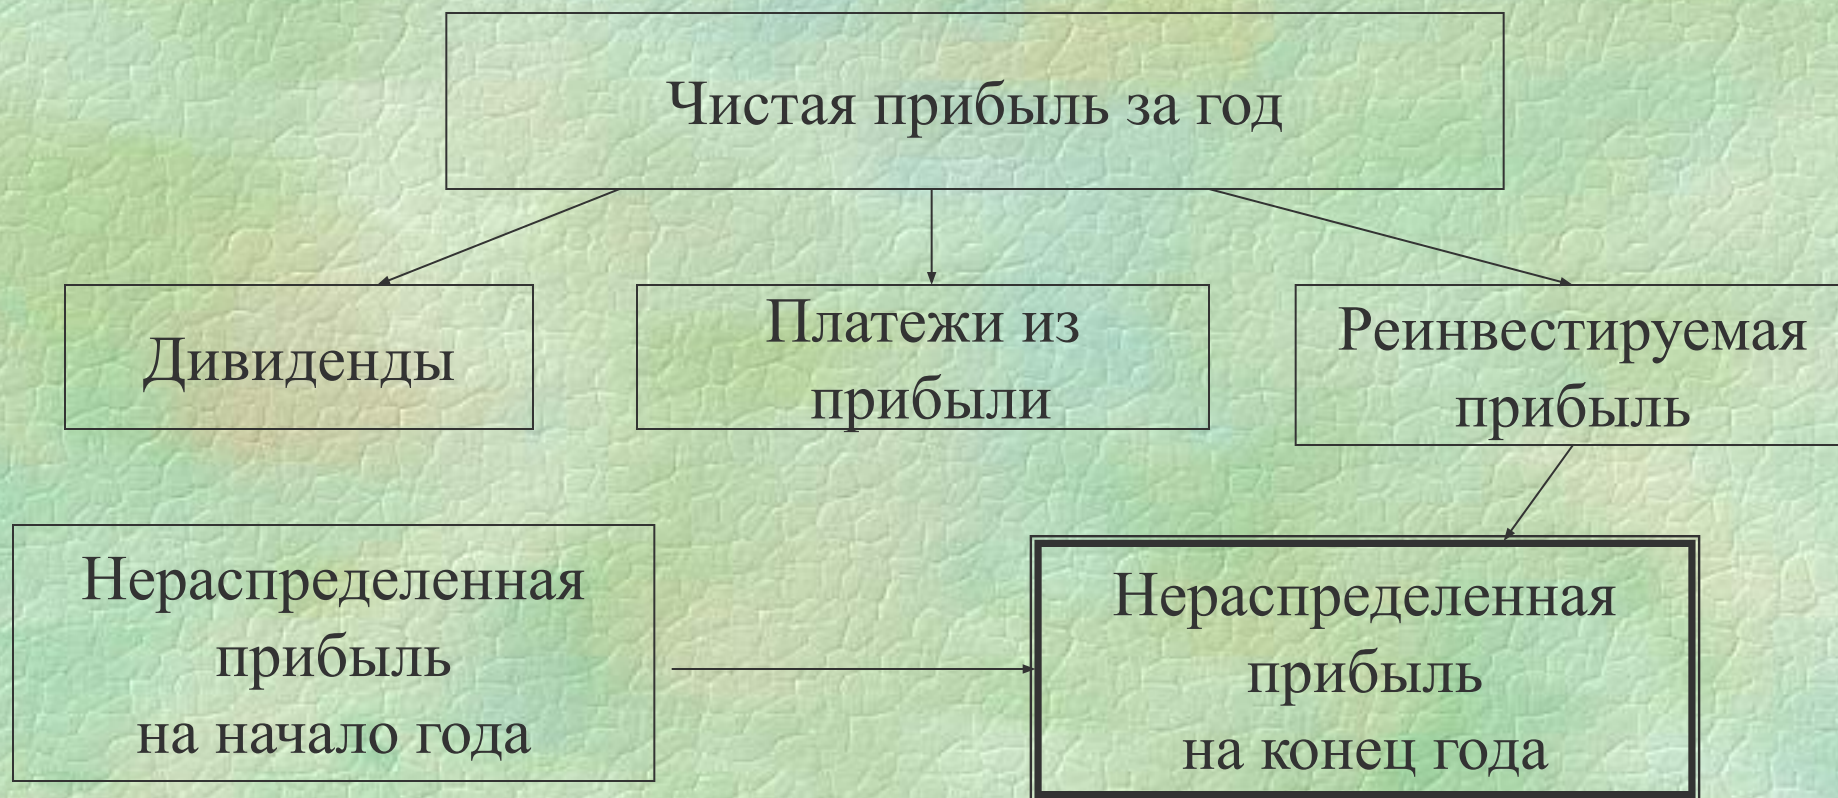 Чистая прибыль за год
Дивиденды
Платежи из
прибыли
Реинвестируемая
прибыль
Нераспределенная
прибыль
на начало года
Нераспределенная
прибыль
на конец года